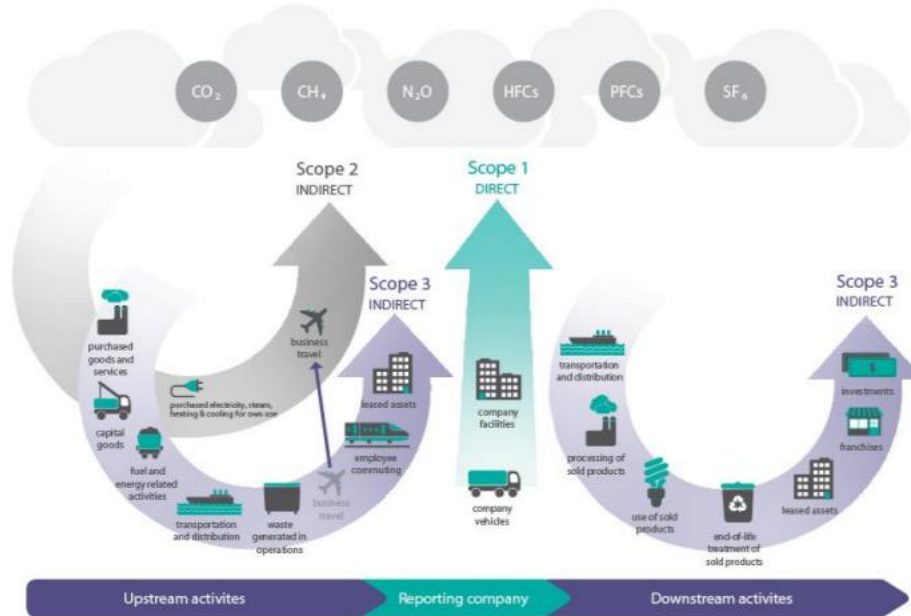 CO₂
CH₄
N₂O
HFCs
PFCs
SF₆
Scope 2
INDIRECT
Scope 1
DIRECT
Scope 3
INDIRECT
Scope 3
INDIRECT
purchased
goods and
services
capital
goods
fuel and
energy related
activities
transportation
and distribution
waste
generated in
operations
business
travel
purchased electricity, steam,
heating & cooling for own use
business
travel
employee
commuting
leased assets
company
facilities
company
vehicles
transportation
and distribution
processing of
sold products
use of sold
products
end-of-life
treatment of
sold products
leased assets
franchises
investments
$
Upstream activites
Reporting company
Downstream activites